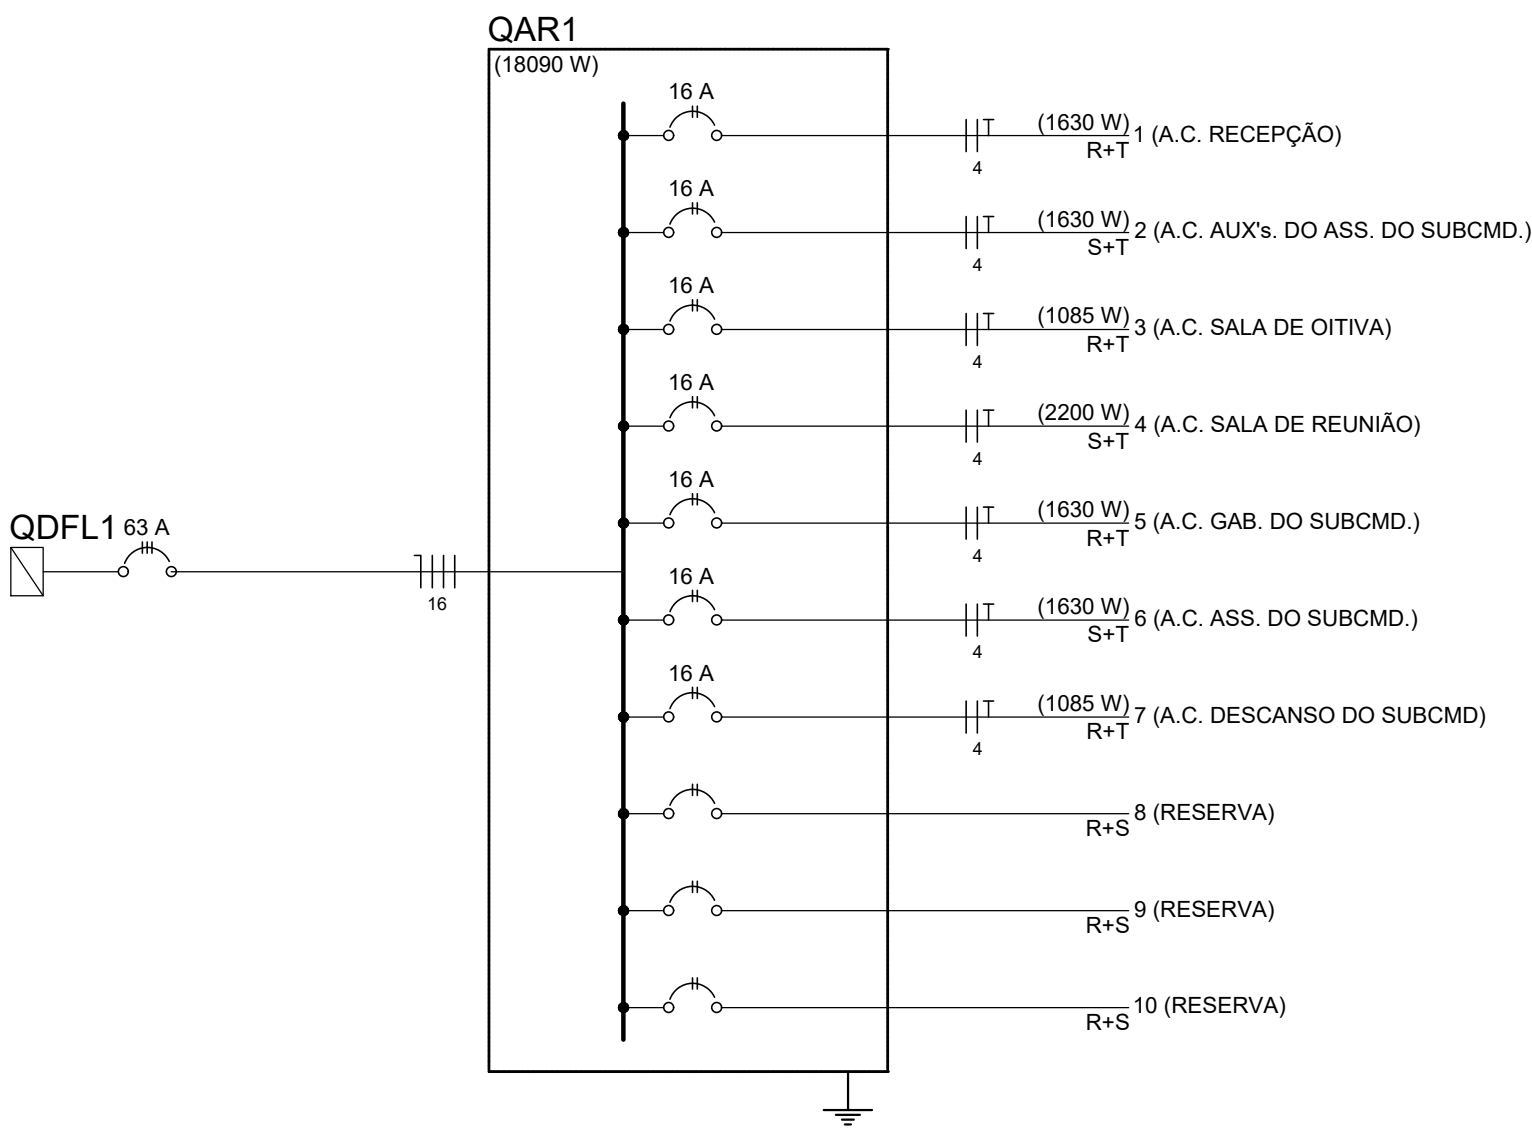 QAR1
(18090 W)
16 A
(1630 W)
R+T
1 (A.C. RECEPÇÃO)
4
16 A
(1630 W)
S+T
2 (A.C. AUX's. DO ASS. DO SUBCMD.)
4
16 A
(1085 W)
R+T
3 (A.C. SALA DE OITIVA)
4
16 A
(2200 W)
S+T
4 (A.C. SALA DE REUNIÃO)
4
16 A
(1630 W)
R+T
5 (A.C. GAB. DO SUBCMD.)
4
QDFL1
63 A
16
16 A
(1630 W)
S+T
6 (A.C. ASS. DO SUBCMD.)
4
16 A
(1085 W)
R+T
7 (A.C. DESCANSO DO SUBCMD)
4
R+S
8 (RESERVA)
R+S
9 (RESERVA)
R+S
10 (RESERVA)